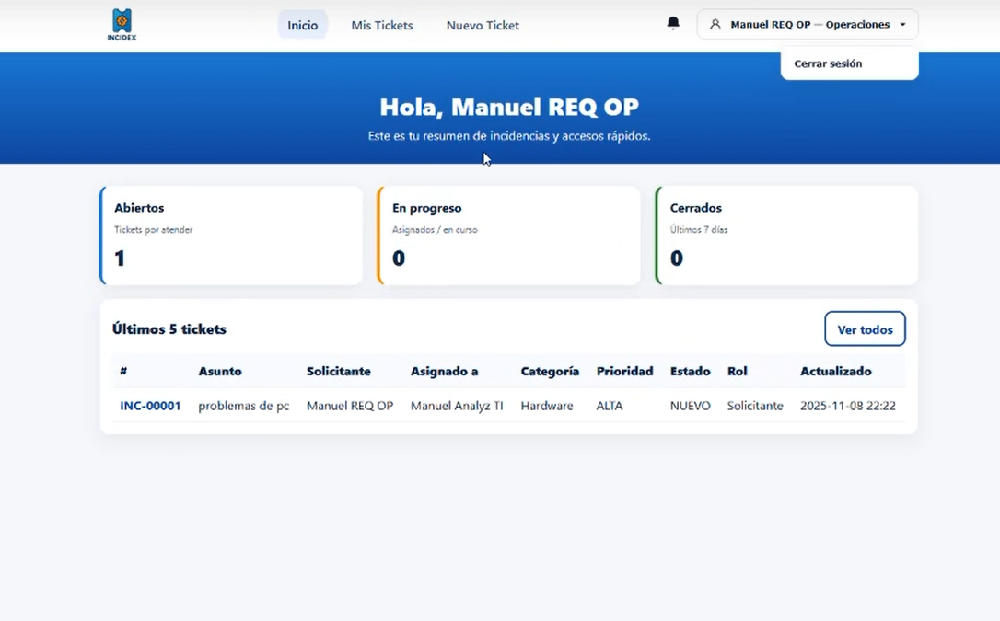 INCIDEX
Inicio Mis Tickets Nuevo Ticket Manuel REQ OP — Operaciones
Cerrar sesión
Hola, Manuel REQ OP
Este es tu resumen de incidencias y accesos rápidos.
Abiertos
Tickets por atender
1
En progreso
Asignados / en curso
0
Cerrados
Últimos 7 días
0
Últimos 5 tickets Ver todos
# Asunto Solicitante Asignado a Categoría Prioridad Estado Rol Actualizado
INC-00001 problemas de pc Manuel REQ OP Manuel Analyz TI Hardware ALTA NUEVO Solicitante 2025-11-08 22:22